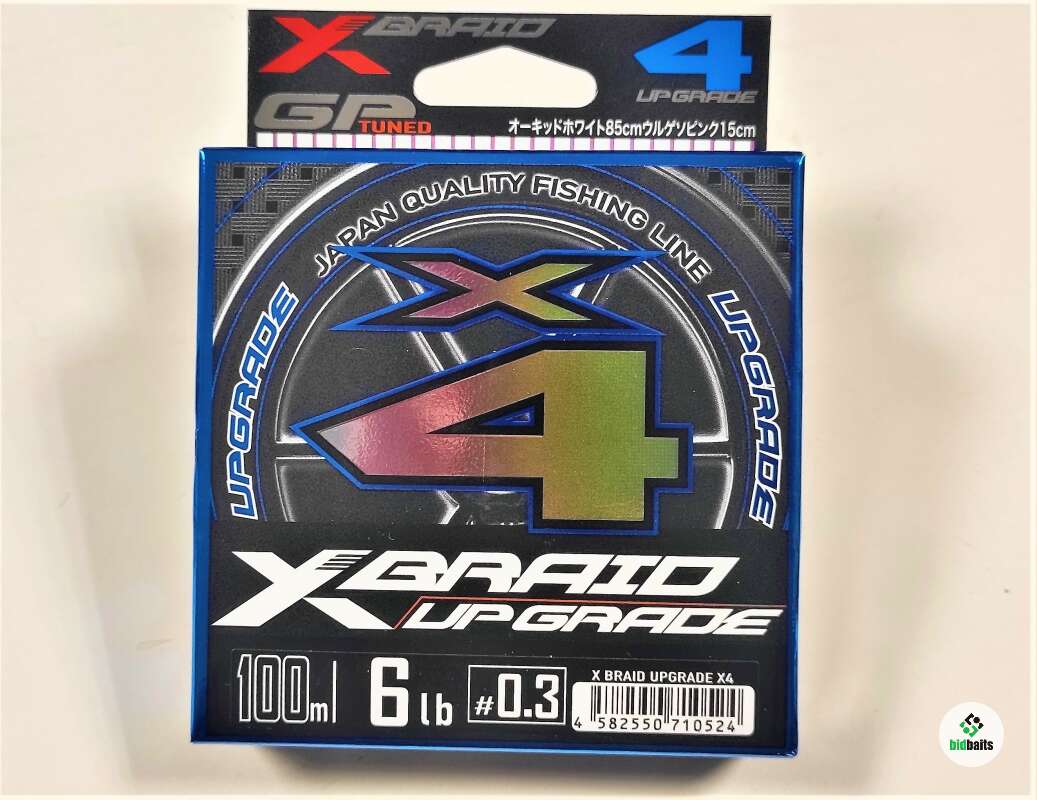 X BRAID
4
UPGRADE
GP TUNED
オーキッドホワイト85cmウルゲソピンク15cm
JAPAN QUALITY FISHING LINE
UPGRADE
UPGRADE
X
4
X BRAID
UPGRADE
100m
6lb
#0.3
X BRAID UPGRADE X4
4 582550 710524
bidbaits